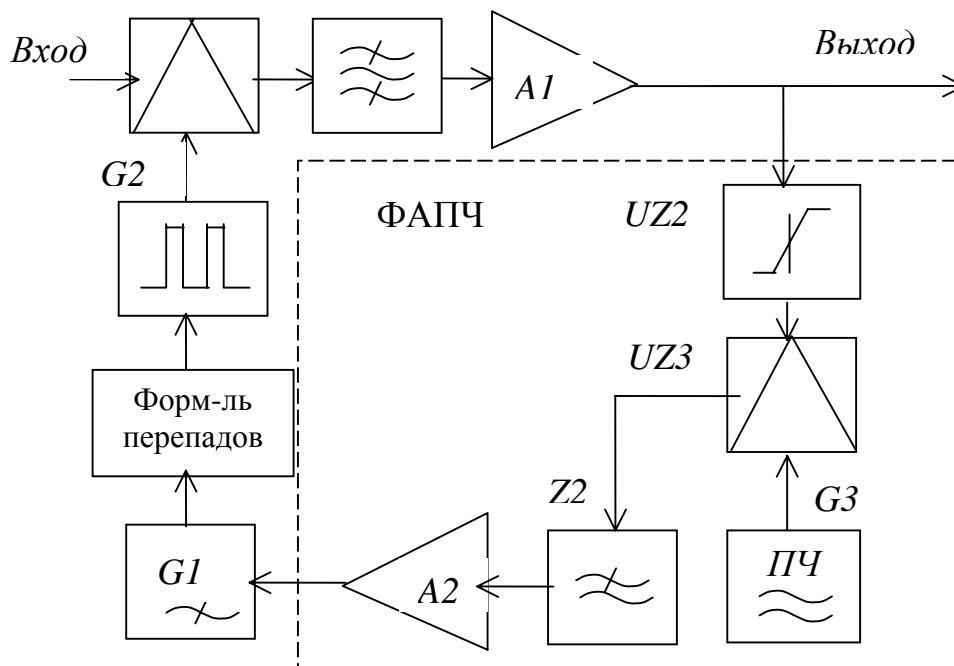 Вход
A1
Выход
G2
ФАПЧ
UZ2
UZ3
Форм-ль
перепадов
Z2
G3
G1
A2
ПЧ